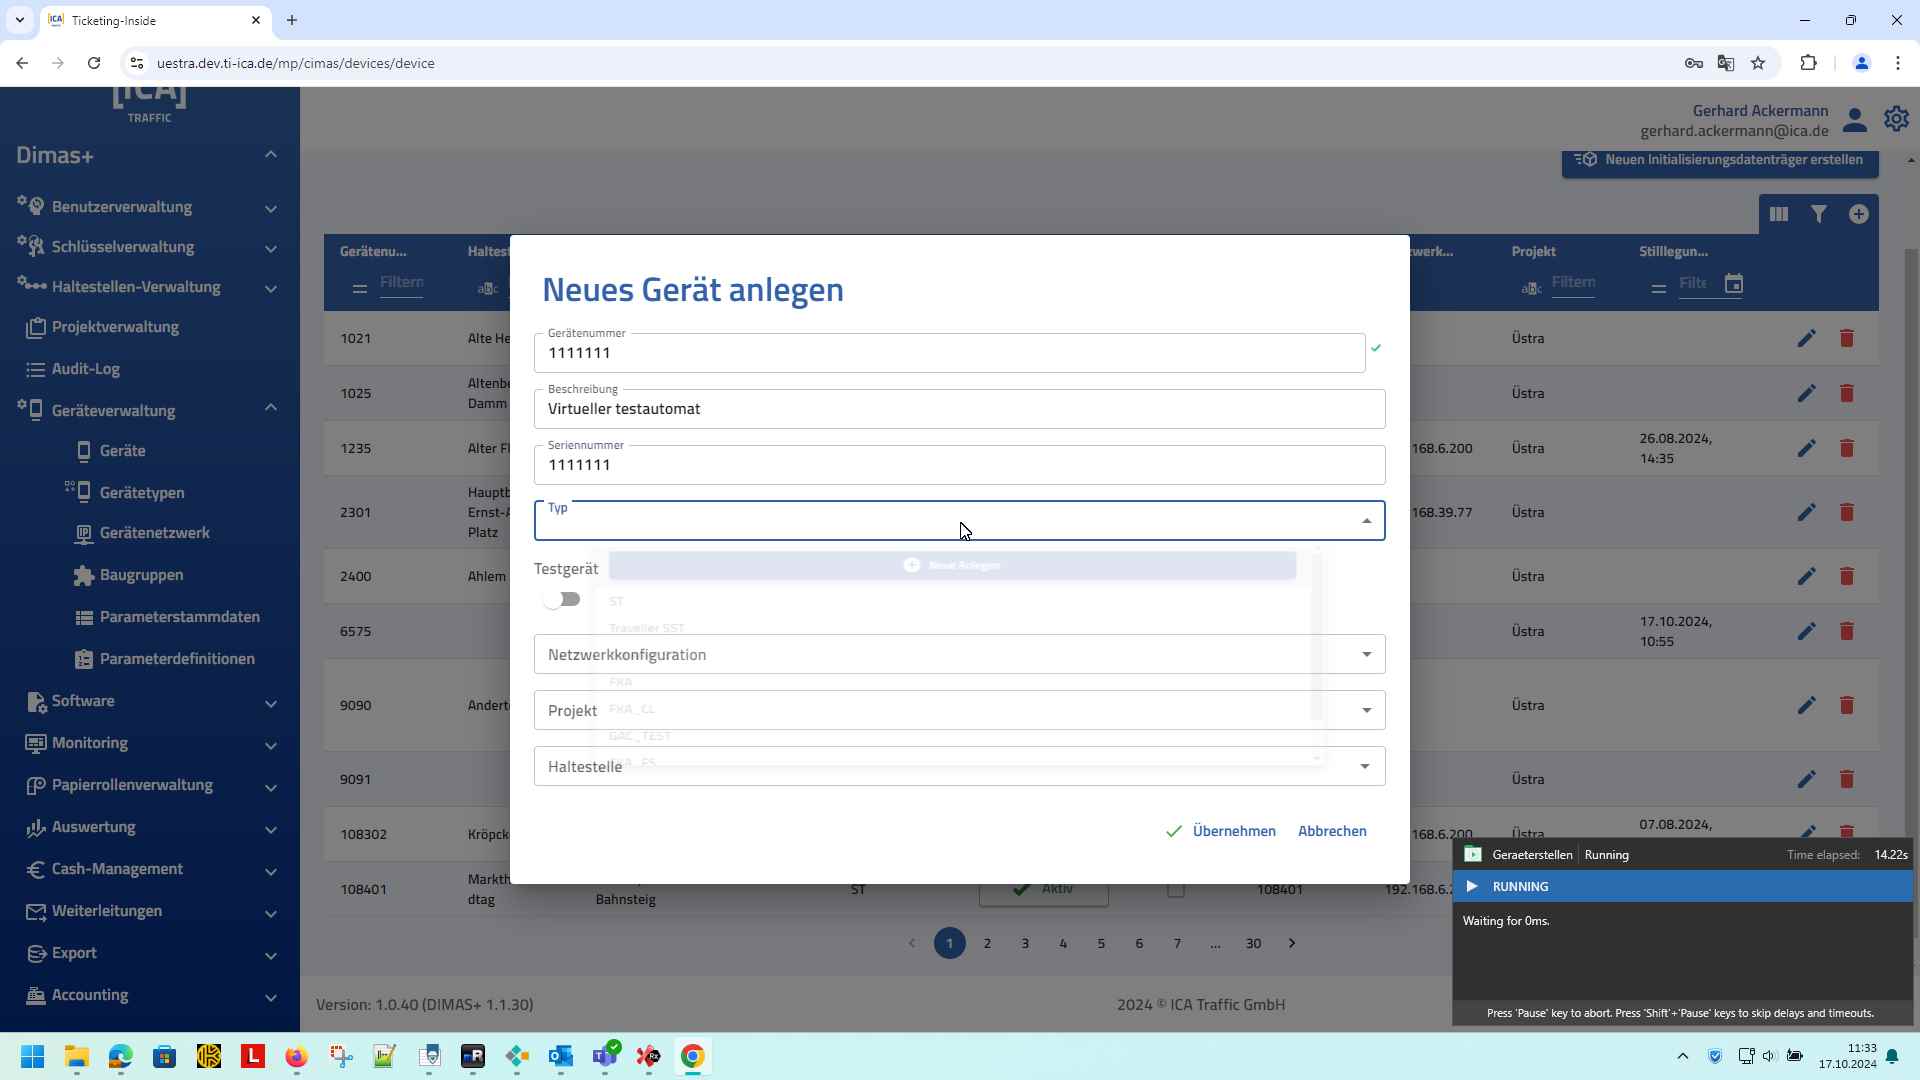 Ticketing-Inside
uestra.dev.ti-ica.de/mp/cimas/devices/device
[ICA]
TRAFFIC
Gerhard Ackermann
gerhard.ackermann@ica.de
Dimas+
Benutzerverwaltung
Schlüsselverwaltung
Haltestellen-Verwaltung
Projektverwaltung
Audit-Log
Geräteverwaltung
Geräte
Gerätetypen
Gerätenetzwerk
Baugruppen
Parameterstammdaten
Parameterdefinitionen
Software
Monitoring
Papierrollenverwaltung
Auswertung
Cash-Management
Weiterleitungen
Export
Accounting
Neuen Initialisierungsdatenträger erstellen
Gerätenu... Haltest zwerk... Projekt Stilllegun...
Filtern Filtern Filte
1021 Alte He Üstra
1025 Altenbe
Damm Üstra
1235 Alter Fl 168.6.200 Üstra 26.08.2024,
14:35
2301 Hauptb
Ernst-A
Platz 168.39.77 Üstra
2400 Ahlem Üstra
6575 Üstra 17.10.2024,
10:55
9090 Andert Üstra
9091 Üstra
108302 Kröpck 168.6.200 Üstra 07.08.2024,
108401 Markth
dtag Bahnsteig ST Aktiv 108401 192.168.6.2
Neues Gerät anlegen
Gerätenummer
1111111
Beschreibung
Virtueller testautomat
Seriennummer
1111111
Typ
Testgerät
Neue Anlegen
ST
Traveller SST
Netzwerkkonfiguration
FKA
Projekt
FKA_CL
GAC_TEST
Haltestelle
FKA_FS
Übernehmen Abbrechen
1 2 3 4 5 6 7 ... 30
Version: 1.0.40 (DIMAS+ 1.1.30)
2024 © ICA Traffic GmbH
Geraeterstellen Running Time elapsed: 14.22s
RUNNING
Waiting for 0ms.
Press 'Pause' key to abort. Press 'Shift'+'Pause' keys to skip delays and timeouts.
11:33
17.10.2024